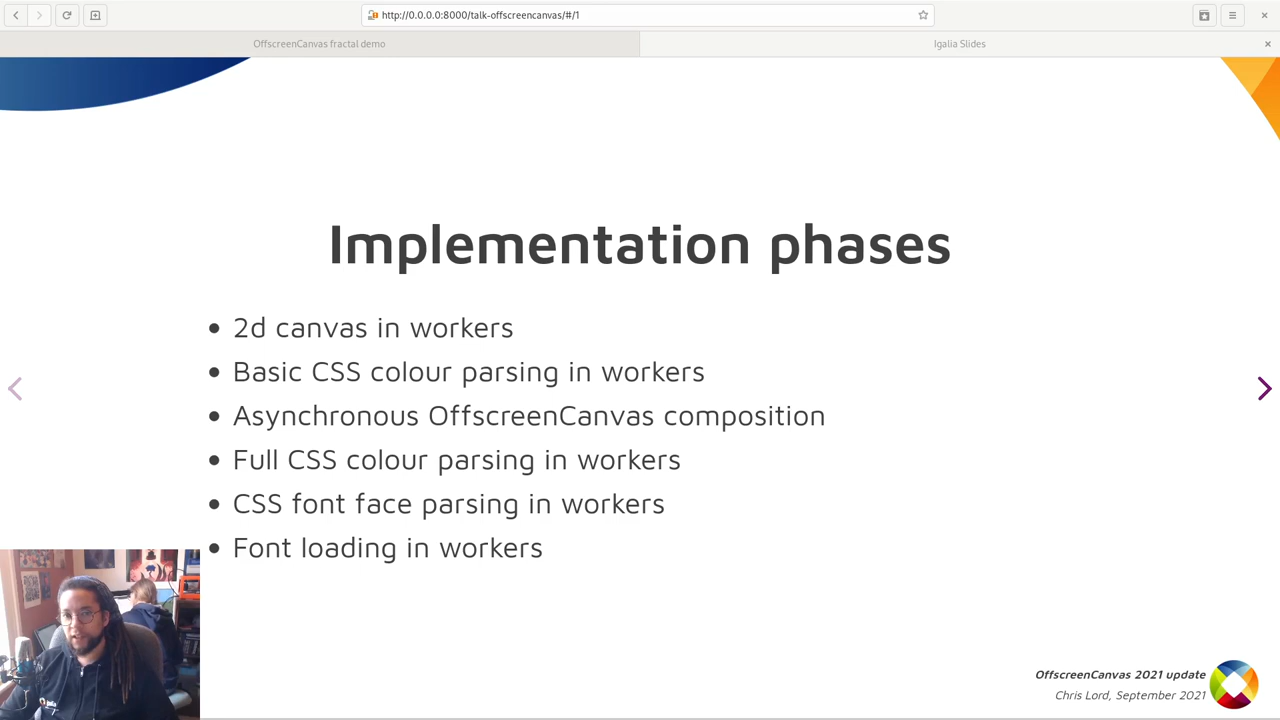 http://0.0.0.0:8000/talk-offscreencanvas/#/1
OffscreenCanvas fractal demo
Igalia Slides
Implementation phases
• 2d canvas in workers
• Basic CSS colour parsing in workers
• Asynchronous OffscreenCanvas composition
• Full CSS colour parsing in workers
• CSS font face parsing in workers
• Font loading in workers
OffscreenCanvas 2021 update
Chris Lord, September 2021